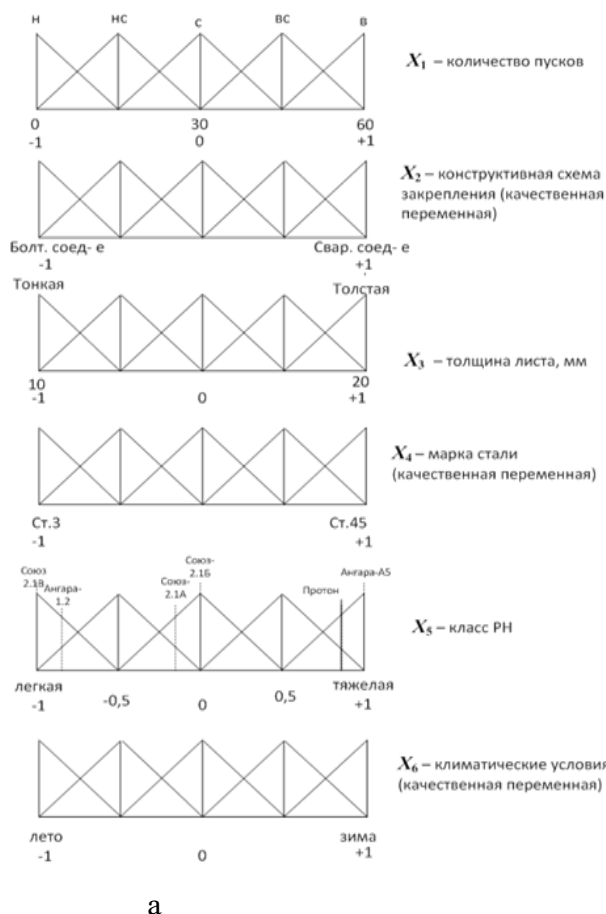 н нс с вс в
X₁ – количество пусков
0 30 60
-1 0 +1
X₂ – конструктивная схема
закрепления (качественная
переменная)
Болт. соед- е Свар. соед- е
-1 +1
Тонкая Толстая
X₃ – толщина листа, мм
10 20
-1 0 +1
X₄ – марка стали
(качественная переменная)
Ст.3 Ст.45
-1 +1
Союз
2.1В
Ангара-
1.2
Союз-
2.1А
Союз-
2.1Б
Протон
Ангара-А5
X₅ – класс РН
легкая -0,5 0 0,5 тяжелая
-1 +1
X₆ – климатические условия
(качественная переменная)
лето зима
-1 0 +1
а